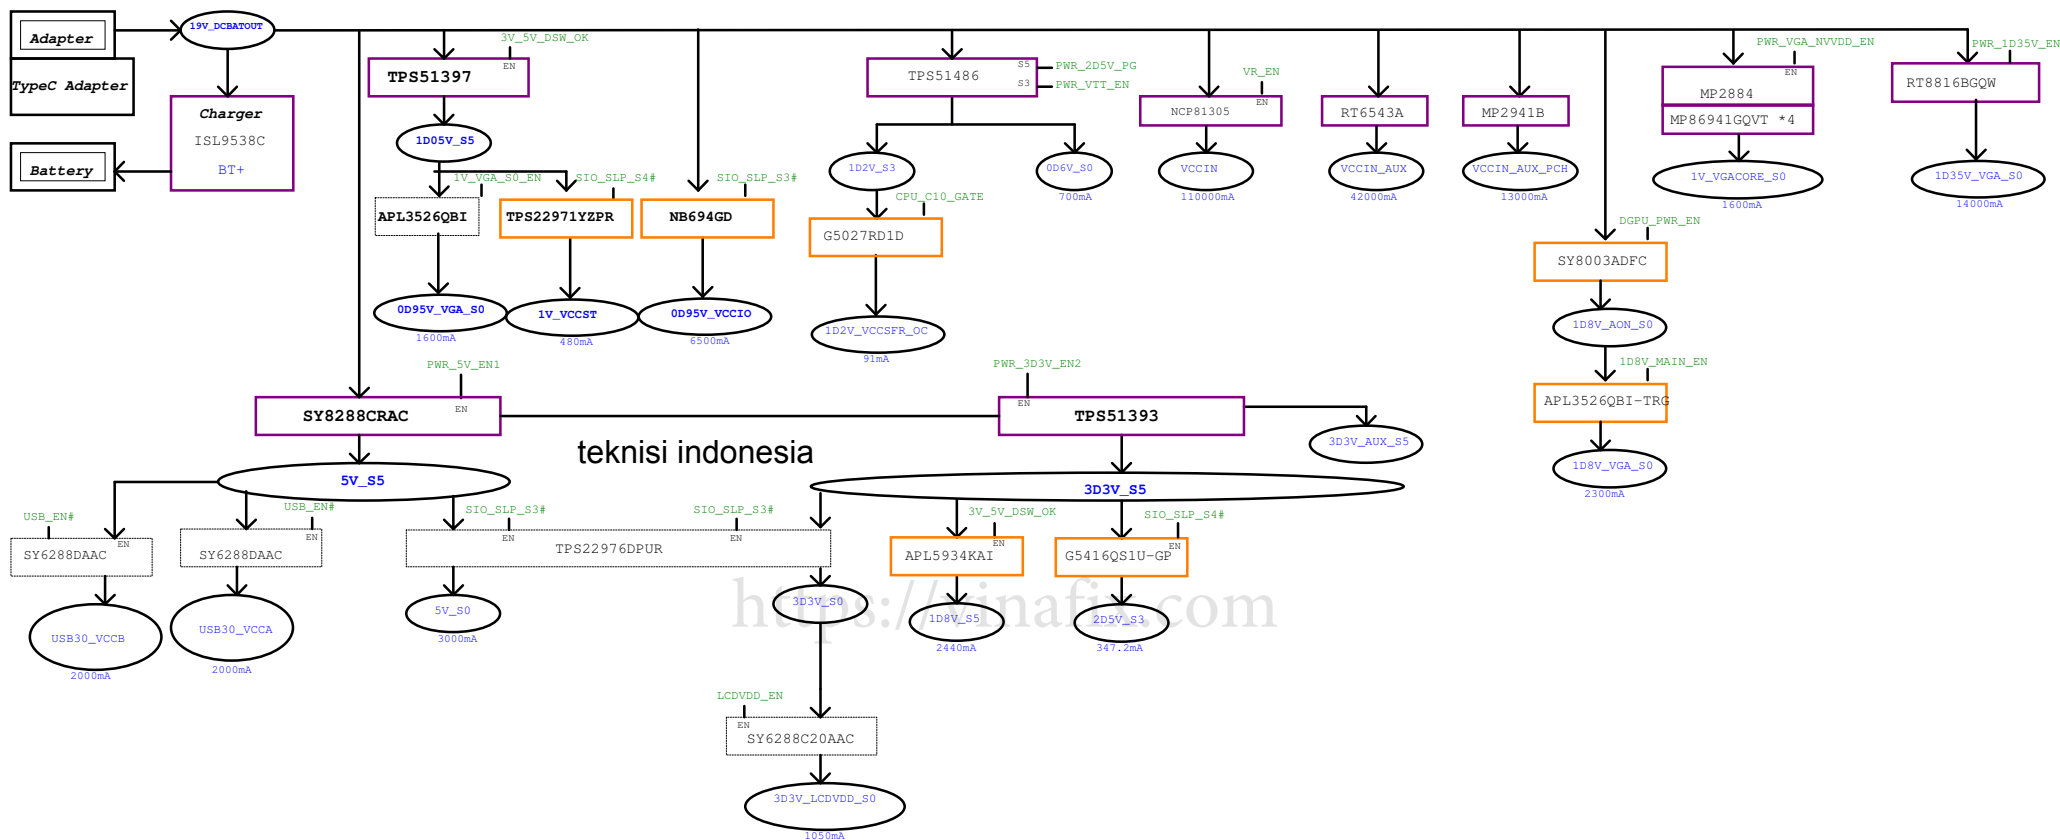 Adapter
TypeC Adapter
19V_DCBATOUT
Charger
ISL9538C
BT+
Battery
3V_5V_DSW_OK
EN
TPS51397
1D05V_S5
1V_VGA_S0_EN
APL3526QBI
0D95V_VGA_S0
1600mA
SIO_SLP_S4#
TPS22971YZPR
1V_VCCST
480mA
SIO_SLP_S3#
NB694GD
0D95V_VCCIO
6500mA
TPS51486
S5
PWR_2D5V_PG
S3
PWR_VTT_EN
1D2V_S3
0D6V_S0
700mA
CPU_C10_GATE
G5027RD1D
1D2V_VCCSFR_OC
91mA
VR_EN
EN
NCP81305
VCCIN
110000mA
RT6543A
VCCIN_AUX
42000mA
MP2941B
VCCIN_AUX_PCH
13000mA
DGPU_PWR_EN
SY8003ADFC
1D8V_AON_S0
1D8V_MAIN_EN
APL3526QBI-TRG
1D8V_VGA_S0
2300mA
PWR_VGA_NVVDD_EN
EN
MP2884
MP86941GQVT *4
1V_VGACORE_S0
1600mA
PWR_1D35V_EN
RT8816BGQW
1D35V_VGA_S0
14000mA
PWR_5V_EN1
EN
SY8288CRAC
PWR_3D3V_EN2
EN
TPS51393
3D3V_AUX_S5
teknisi indonesia
5V_S5
3D3V_S5
USB_EN#
EN
SY6288DAAC
USB30_VCCB
2000mA
USB_EN#
EN
SY6288DAAC
USB30_VCCA
2000mA
SIO_SLP_S3#
EN
SIO_SLP_S3#
EN
TPS22976DPUR
5V_S0
3000mA
3D3V_S0
3V_5V_DSW_OK
EN
APL5934KAI
1D8V_S5
2440mA
SIO_SLP_S4#
EN
G5416QS1U-GP
2D5V_S3
347.2mA
https://vinafix.com
LCDVDD_EN
EN
SY6288C20AAC
3D3V_LCDVDD_S0
1050mA